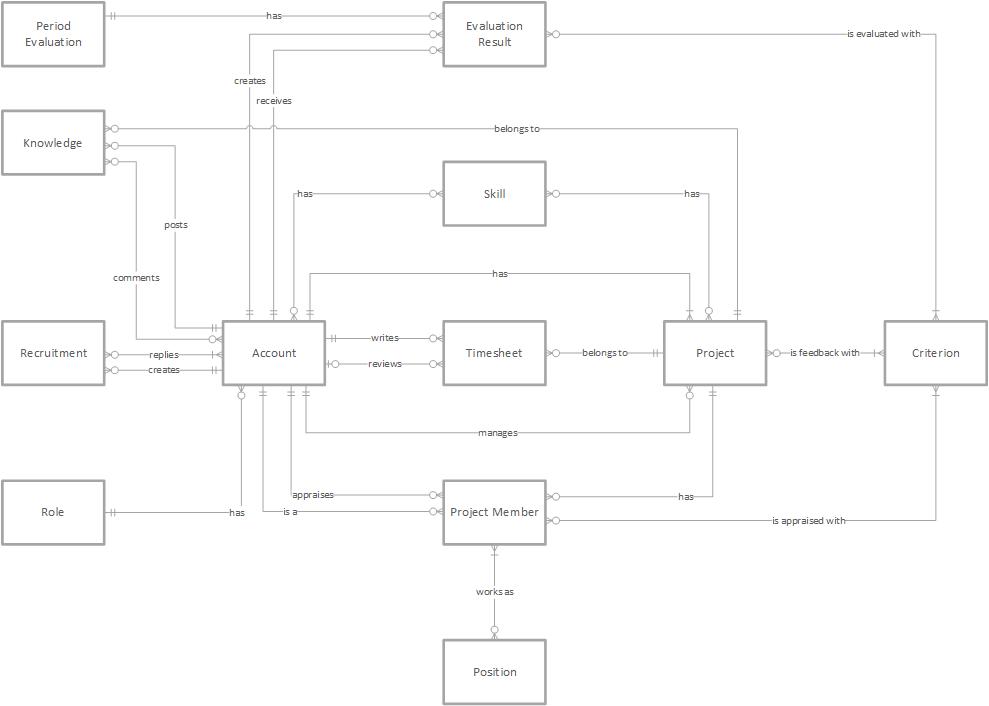 Period
Evaluation
has
Evaluation
Result
is evaluated with
creates
receives
Knowledge
belongs to
posts
comments
has
Skill
has
has
Recruitment
replies
creates
Account
writes
reviews
Timesheet
belongs to
Project
is feedback with
Criterion
manages
Role
has
appraises
is a
Project Member
has
is appraised with
works as
Position